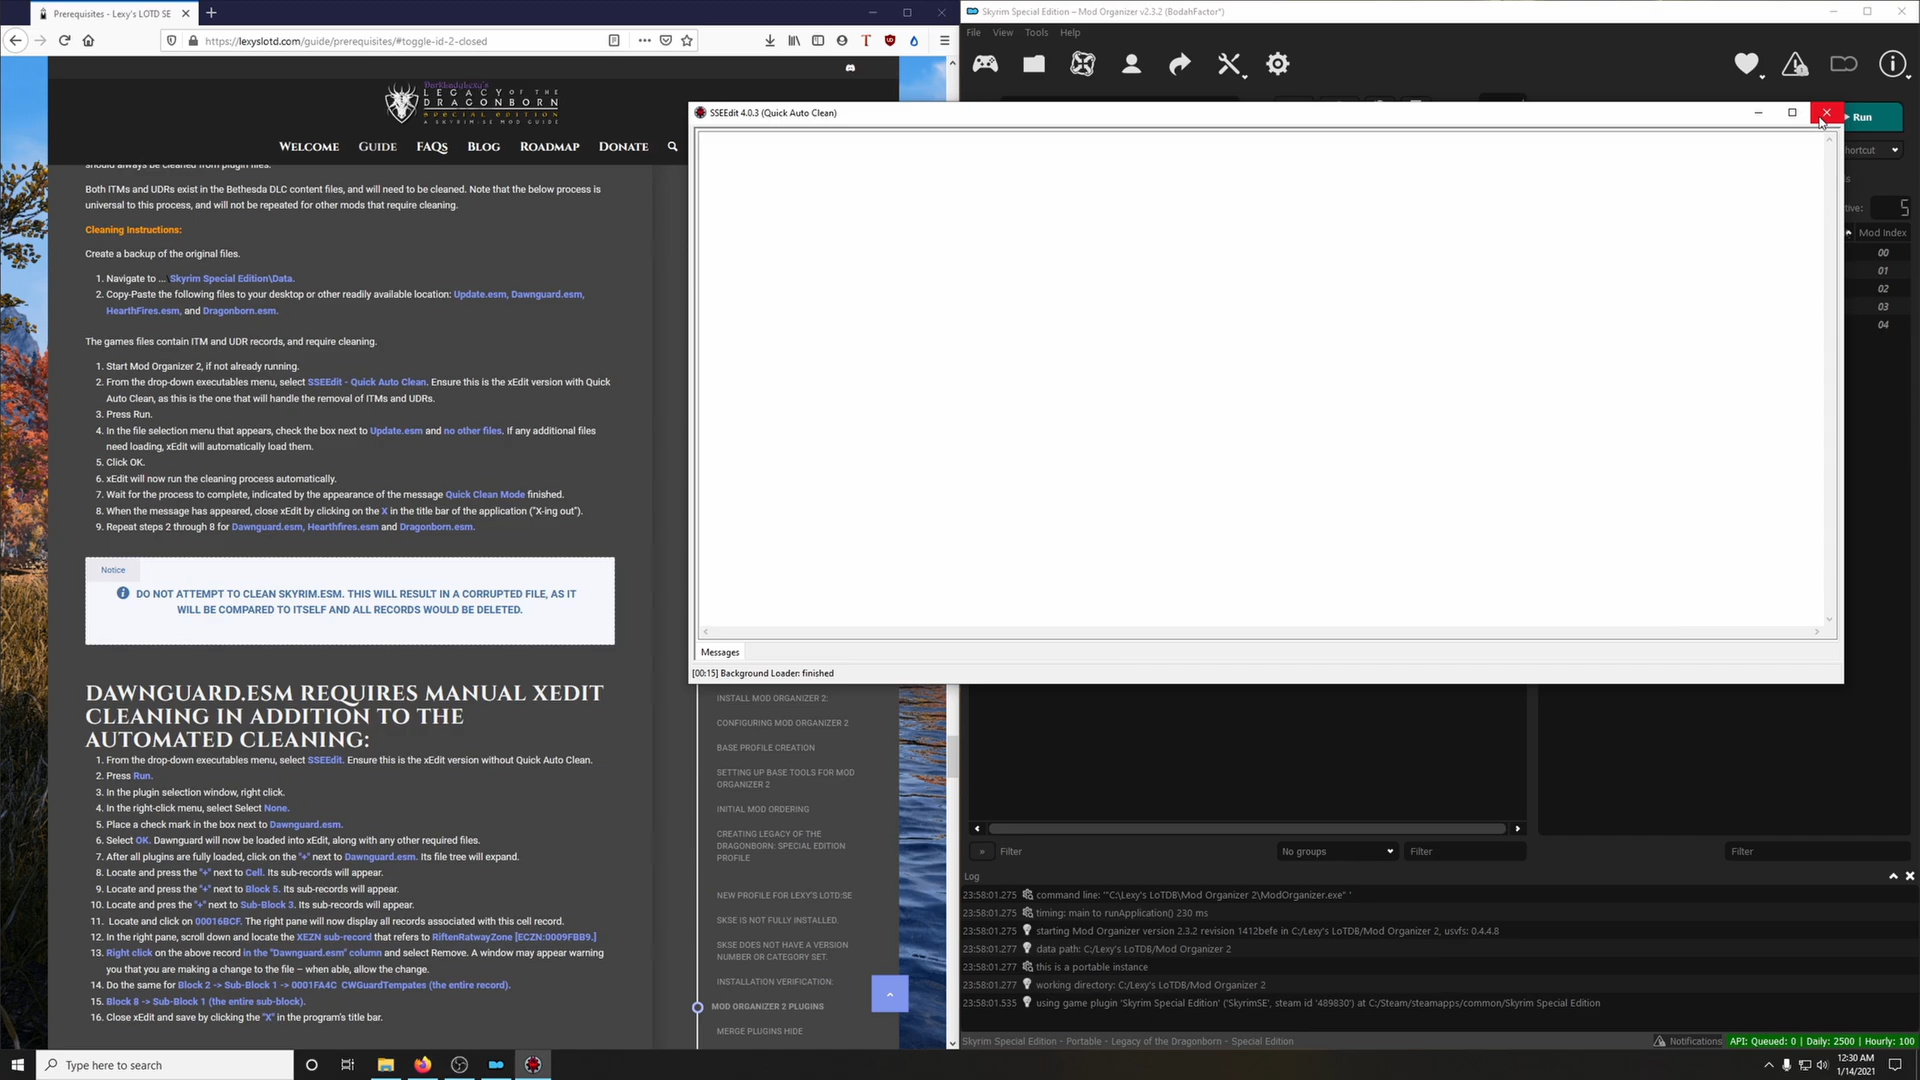 Prerequisites - Lexy's LOTD SE
https://lexyslotd.com/guide/prerequisites/#toggle-id-2-closed
Darkladylexy's
LEGACY OF THE
DRAGONBORN
SPECIAL EDITION
A SKYRIM:SE MOD GUIDE
WELCOME GUIDE FAQS BLOG ROADMAP DONATE
should always be cleaned from plugin files.
Both ITMs and UDRs exist in the Bethesda DLC content files, and will need to be cleaned. Note that the below process is
universal to this process, and will not be repeated for other mods that require cleaning.
Cleaning Instructions:
Create a backup of the original files.
1. Navigate to ... Skyrim Special Edition\Data.
2. Copy-Paste the following files to your desktop or other readily available location: Update.esm, Dawnguard.esm,
HearthFires.esm, and Dragonborn.esm.
The games files contain ITM and UDR records, and require cleaning.
1. Start Mod Organizer 2, if not already running.
2. From the drop-down executables menu, select SSEEdit - Quick Auto Clean. Ensure this is the xEdit version with Quick
Auto Clean, as this is the one that will handle the removal of ITMs and UDRs.
3. Press Run.
4. In the file selection menu that appears, check the box next to Update.esm and no other files. If any additional files
need loading, xEdit will automatically load them.
5. Click OK.
6. xEdit will now run the cleaning process automatically.
7. Wait for the process to complete, indicated by the appearance of the message Quick Clean Mode finished.
8. When the message has appeared, close xEdit by clicking on the X in the title bar of the application ("X-ing out").
9. Repeat steps 2 through 8 for Dawnguard.esm, Hearthfires.esm and Dragonborn.esm.
Notice
DO NOT ATTEMPT TO CLEAN SKYRIM.ESM. THIS WILL RESULT IN A CORRUPTED FILE, AS IT
WILL BE COMPARED TO ITSELF AND ALL RECORDS WOULD BE DELETED.
DAWNGUARD.ESM REQUIRES MANUAL XEDIT
CLEANING IN ADDITION TO THE
AUTOMATED CLEANING:
1. From the drop-down executables menu, select SSEEdit. Ensure this is the xEdit version without Quick Auto Clean.
2. Press Run.
3. In the plugin selection window, right click.
4. In the right-click menu, select Select None.
5. Place a check mark in the box next to Dawnguard.esm.
6. Select OK. Dawnguard will now be loaded into xEdit, along with any other required files.
7. After all plugins are fully loaded, click on the "+" next to Dawnguard.esm. Its file tree will expand.
8. Locate and press the "+" next to Cell. Its sub-records will appear.
9. Locate and press the "+" next to Block 5. Its sub-records will appear.
10. Locate and pres the "+" next to Sub-Block 3. Its sub-records will appear.
11. Locate and click on 00016BCF. The right pane will now display all records associated with this cell record.
12. In the right pane, scroll down and locate the XEZN sub-record that refers to RiftenRatwayZone [ECZN:0009FBB9.]
13. Right click on the above record in the "Dawnguard.esm" column and select Remove. A window may appear warning
you that you are making a change to the file – when able, allow the change.
14. Do the same for Block 2 -> Sub-Block 1 -> 0001FA4C CWGuardTempates (the entire record).
15. Block 8 -> Sub-Block 1 (the entire sub-block).
16. Close xEdit and save by clicking the "X" in the program's title bar.
INSTALL MOD ORGANIZER 2:
CONFIGURING MOD ORGANIZER 2
BASE PROFILE CREATION
SETTING UP BASE TOOLS FOR MOD
ORGANIZER 2
INITIAL MOD ORDERING
CREATING LEGACY OF THE
DRAGONBORN: SPECIAL EDITION
PROFILE
NEW PROFILE FOR LEXY'S LOTD:SE
SKSE IS NOT FULLY INSTALLED.
SKSE DOES NOT HAVE A VERSION
NUMBER OR CATEGORY SET.
INSTALLATION VERIFICATION:
MOD ORGANIZER 2 PLUGINS
MERGE PLUGINS HIDE
Skyrim Special Edition – Mod Organizer v2.3.2 (BodahFactor*)
File View Tools Help
SSEEdit 4.0.3 (Quick Auto Clean)
Messages
[00:15] Background Loader: finished
Run
hortcut
ls
tive: 5
Mod Index
00
01
02
03
04
» Filter No groups Filter Filter
Log
23:58:01.275 command line: '"C:\Lexy's LoTDB\Mod Organizer 2\ModOrganizer.exe" '
23:58:01.275 timing: main to runApplication() 230 ms
23:58:01.275 starting Mod Organizer version 2.3.2 revision 1412befe in C:/Lexy's LoTDB/Mod Organizer 2, usvfs: 0.4.4.8
23:58:01.277 data path: C:/Lexy's LoTDB/Mod Organizer 2
23:58:01.277 this is a portable instance
23:58:01.277 working directory: C:/Lexy's LoTDB/Mod Organizer 2
23:58:01.535 using game plugin 'Skyrim Special Edition' ('SkyrimSE', steam id '489830') at C:/Steam/steamapps/common/Skyrim Special Edition
Skyrim Special Edition - Portable - Legacy of the Dragonborn - Special Edition Notifications API: Queued: 0 | Daily: 2500 | Hourly: 100
Type here to search
12:30 AM
1/14/2021